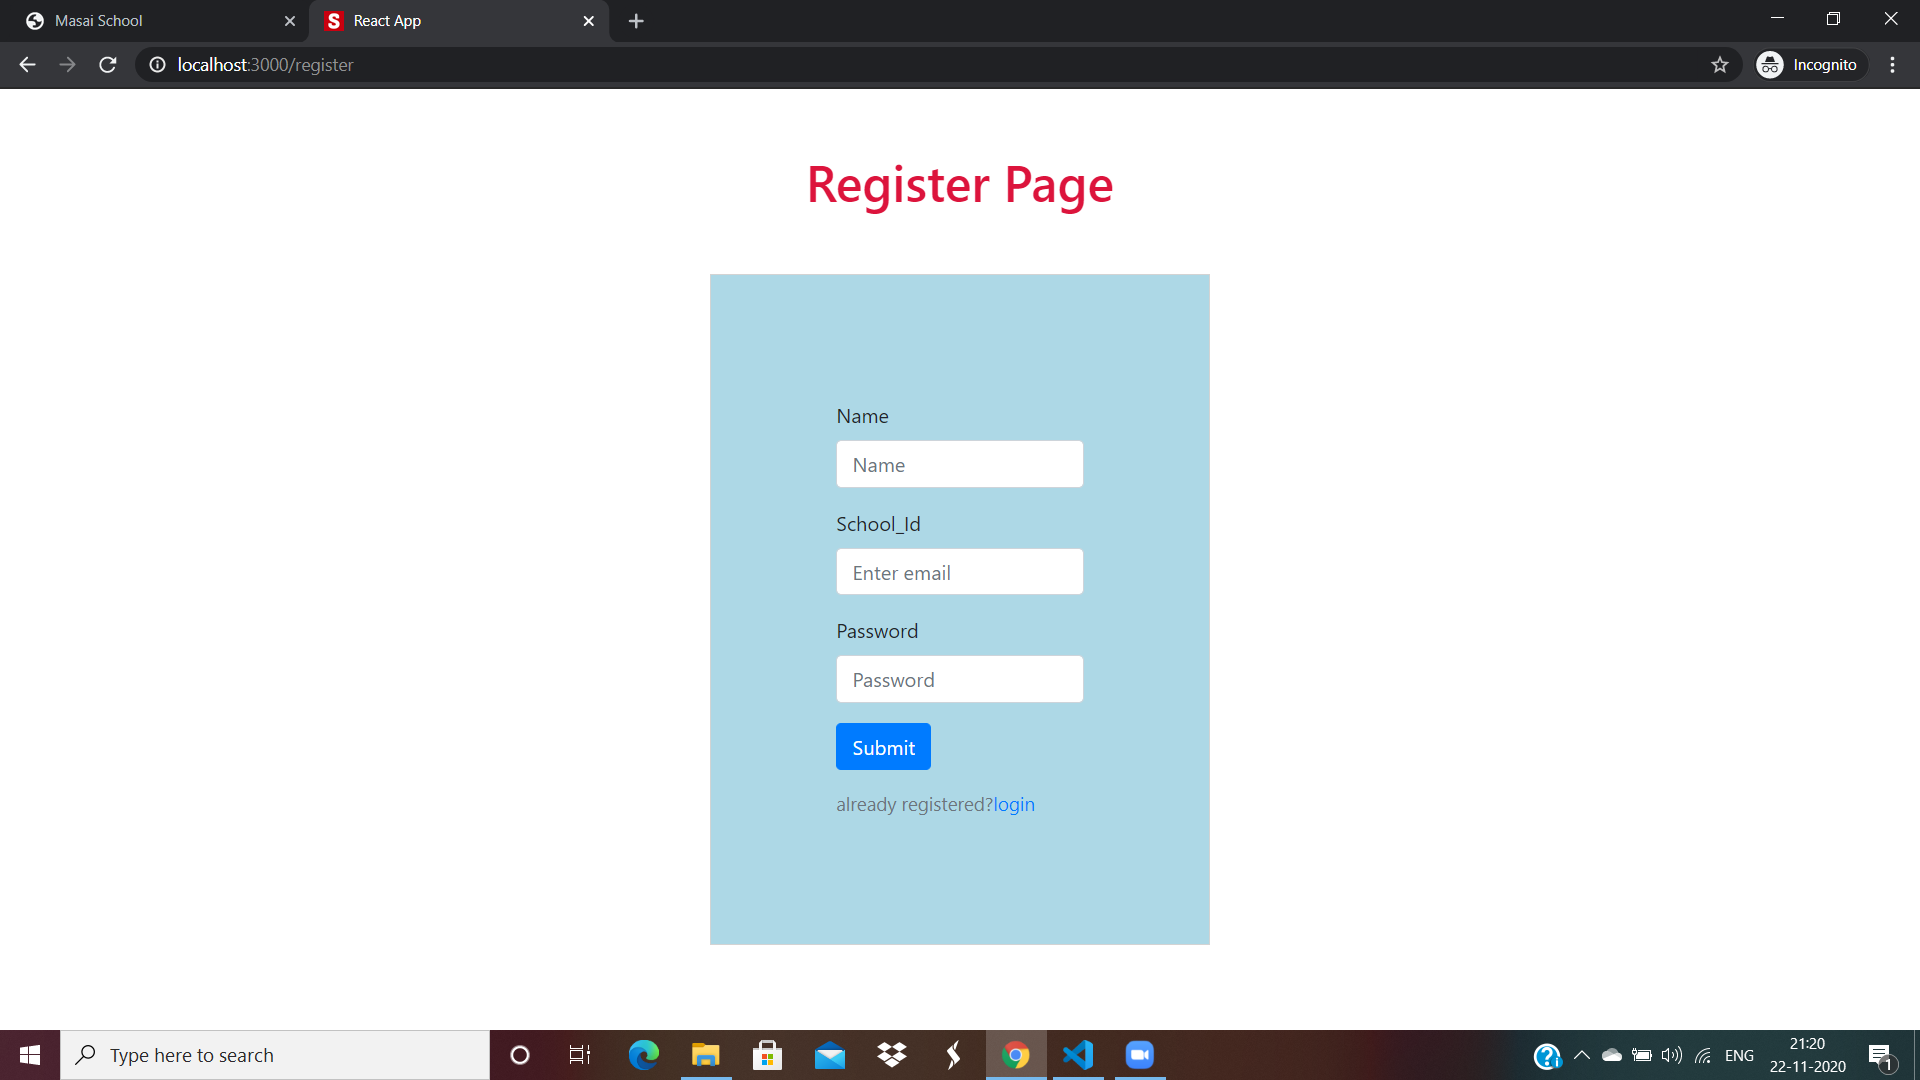 Masai School
S React App
localhost:3000/register
Incognito
Register Page
Name
Name
School_Id
Enter email
Password
Password
Submit
already registered?login
Type here to search
ENG
21:20
22-11-2020
1